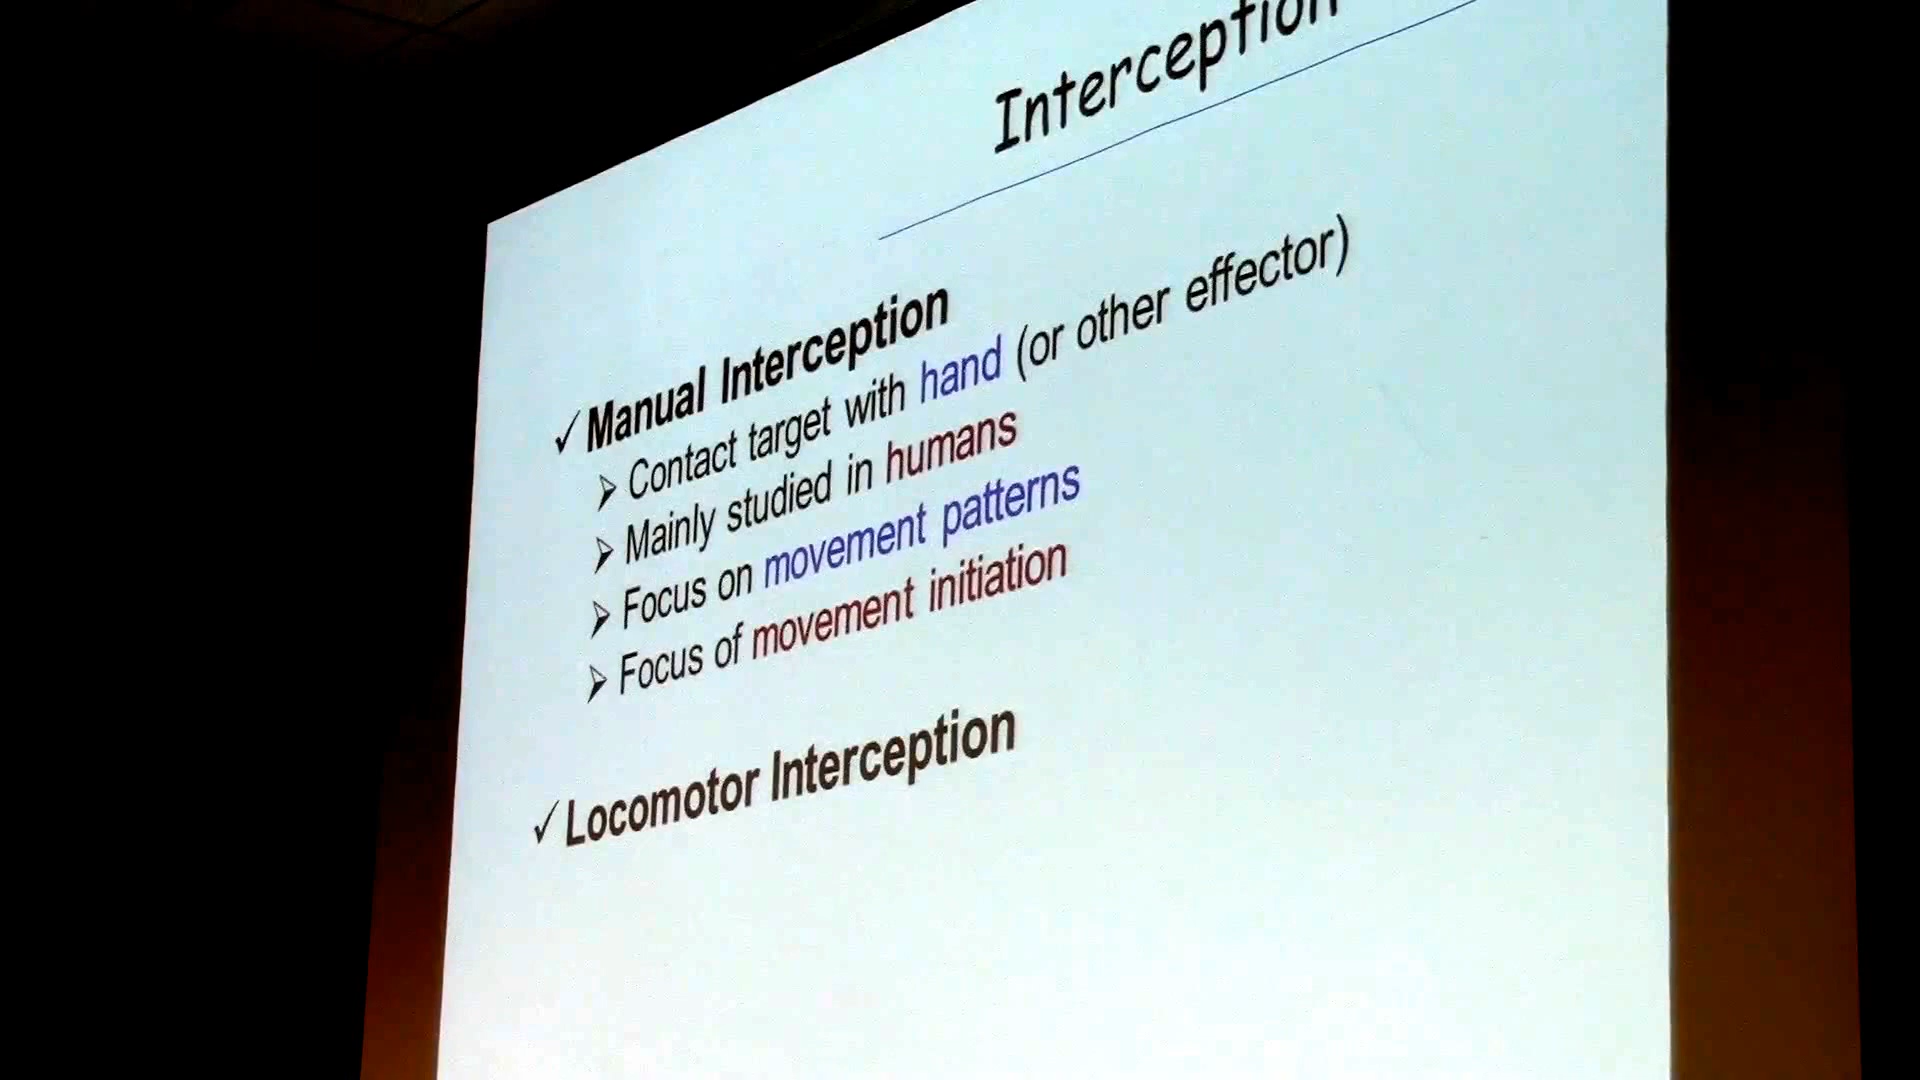 Interception
✓ Manual Interception
➢ Contact target with hand (or other effector)
➢ Mainly studied in humans
➢ Focus on movement patterns
➢ Focus of movement initiation
✓ Locomotor Interception